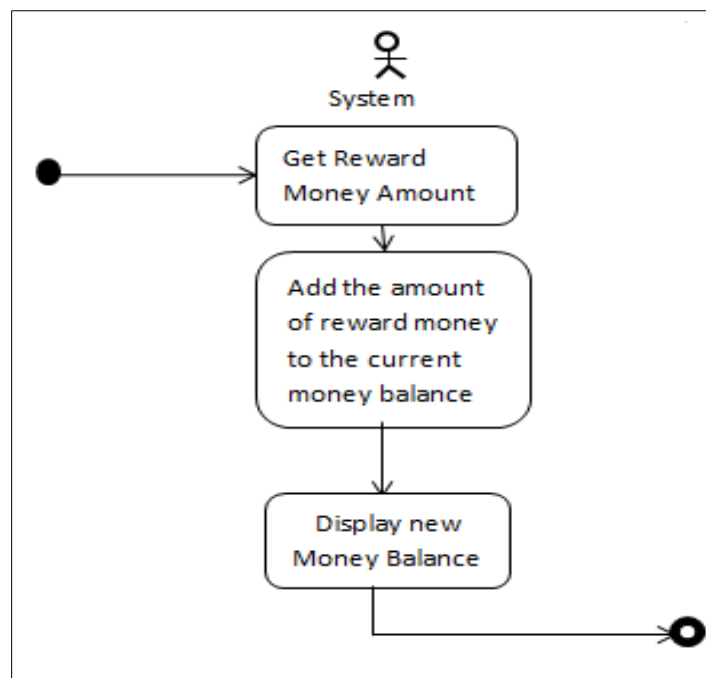 System
Get Reward
Money Amount
Add the amount
of reward money
to the current
money balance
Display new
Money Balance